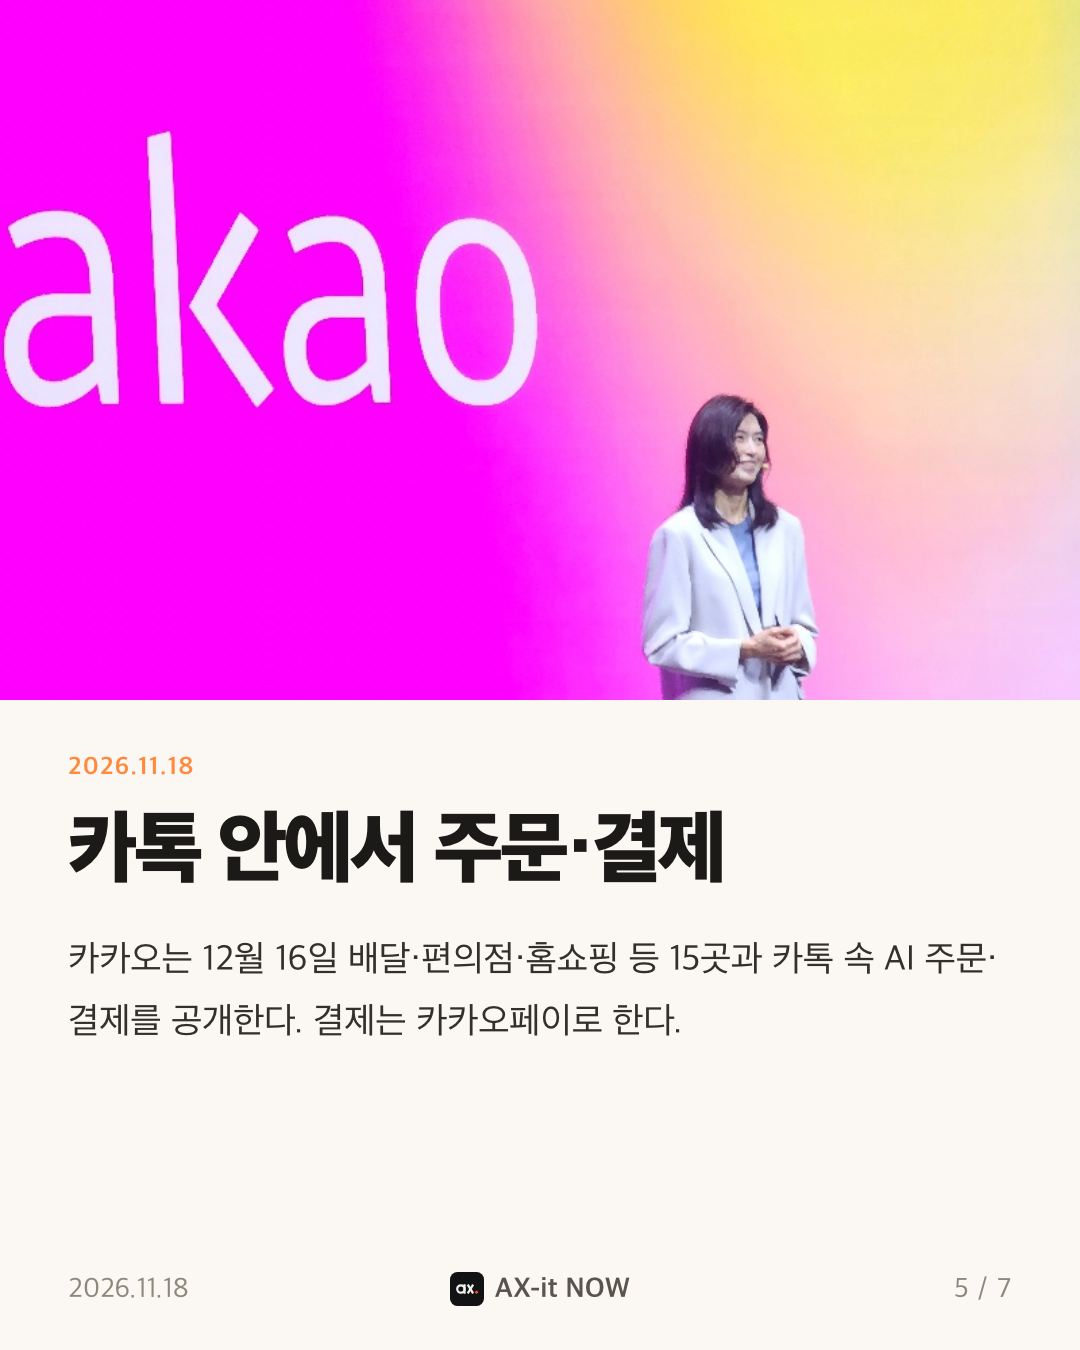 akao
2026.11.18
카톡 안에서 주문·결제
카카오는 12월 16일 배달·편의점·홈쇼핑 등 15곳과 카톡 속 AI 주문·
결제를 공개한다. 결제는 카카오페이로 한다.
2026.11.18
ax.
AX-it NOW
5 / 7